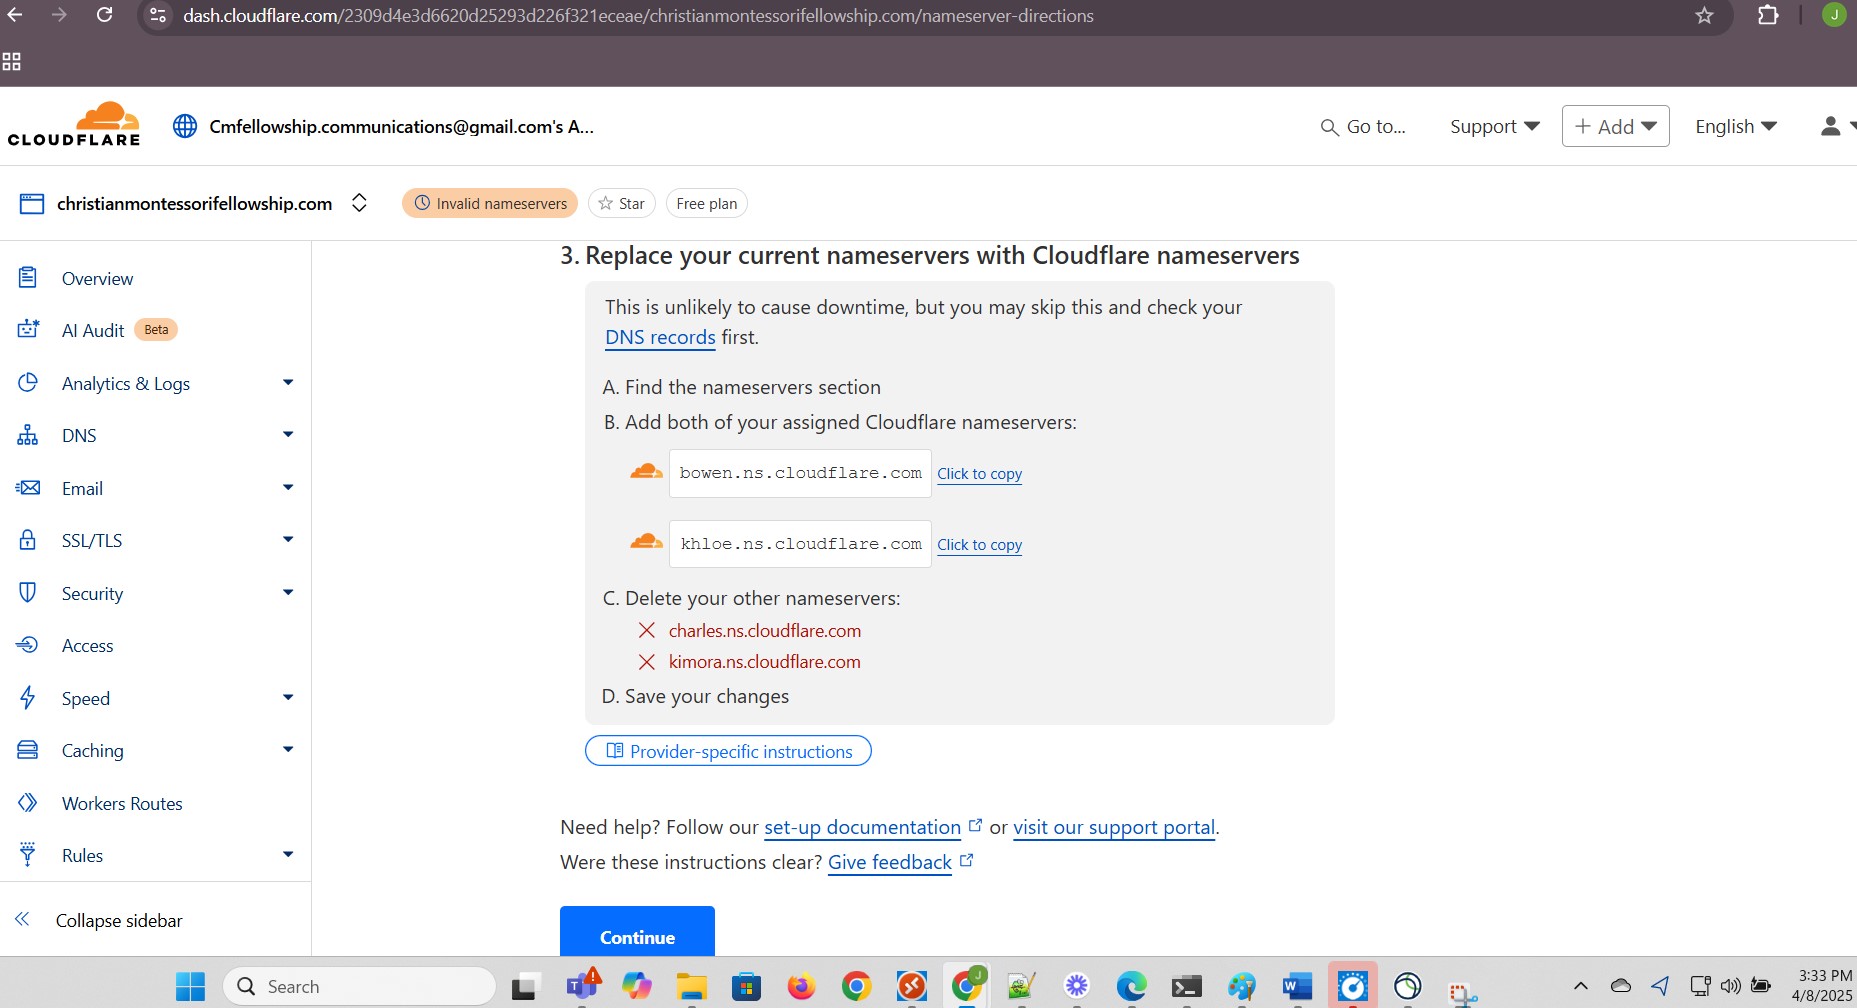 dash.cloudflare.com/2309d4e3d6620d25293d226f321eceae/christianmontessorifellowship.com/nameserver-directions
J
CLOUDFLARE
Cmfellowship.communications@gmail.com's A...
Go to...
Support
+ Add
English
christianmontessorifellowship.com
Invalid nameservers
Star
Free plan
Overview
AI Audit Beta
Analytics & Logs
DNS
Email
SSL/TLS
Security
Access
Speed
Caching
Workers Routes
Rules
Collapse sidebar
3. Replace your current nameservers with Cloudflare nameservers
This is unlikely to cause downtime, but you may skip this and check your
DNS records first.
A. Find the nameservers section
B. Add both of your assigned Cloudflare nameservers:
bowen.ns.cloudflare.com Click to copy
khloe.ns.cloudflare.com Click to copy
C. Delete your other nameservers:
charles.ns.cloudflare.com
kimora.ns.cloudflare.com
D. Save your changes
Provider-specific instructions
Need help? Follow our set-up documentation or visit our support portal.
Were these instructions clear? Give feedback
Continue
Search
3:33 PM
4/8/2025